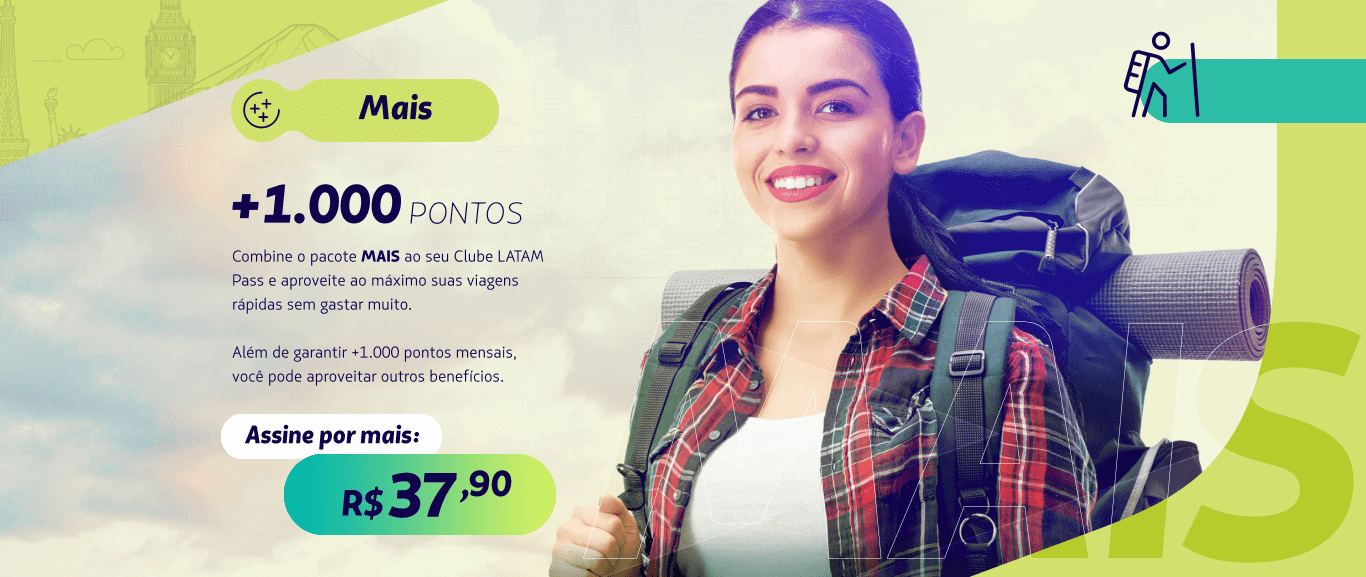 Mais
+1.000 PONTOS
Combine o pacote MAIS ao seu Clube LATAM
Pass e aproveite ao máximo suas viagens
rápidas sem gastar muito.
Além de garantir +1.000 pontos mensais,
você pode aproveitar outros benefícios.
Assine por mais:
R$ 37,90
MAIS